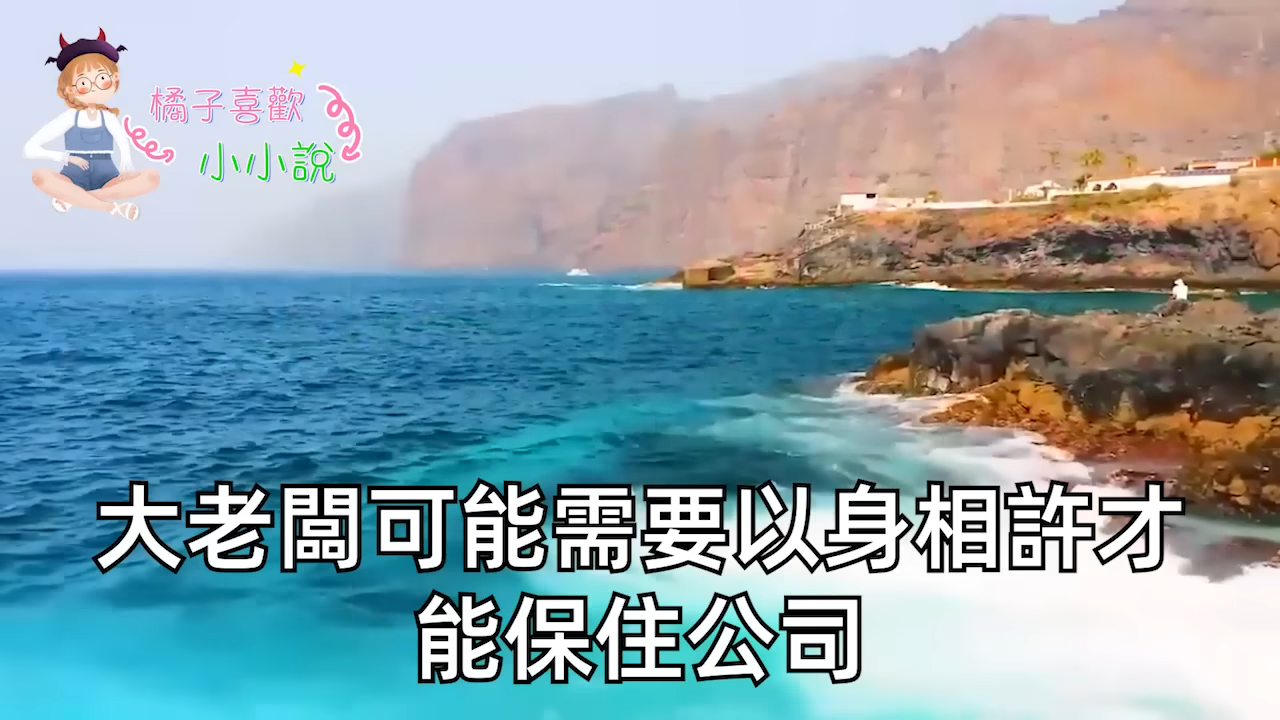 橘子喜歡
小小說
大老闆可能需要以身相許才
能保住公司